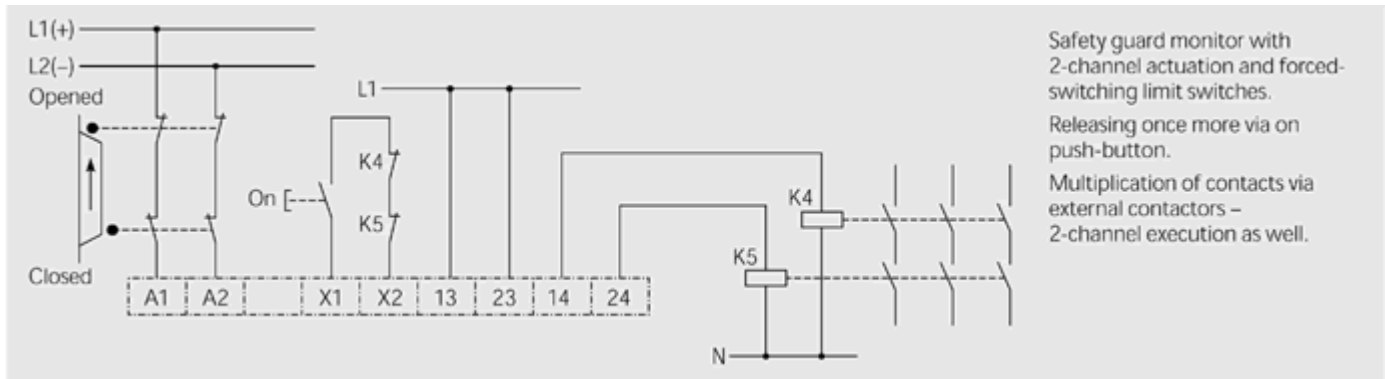 L1(+)
L2(–)
Opened
L1
K4
On
K5
Closed
A1 A2 X1 X2 13 23 14 24
K4
K5
N
Safety guard monitor with
2-channel actuation and forced-
switching limit switches.
Releasing once more via on
push-button.
Multiplication of contacts via
external contactors –
2-channel execution as well.